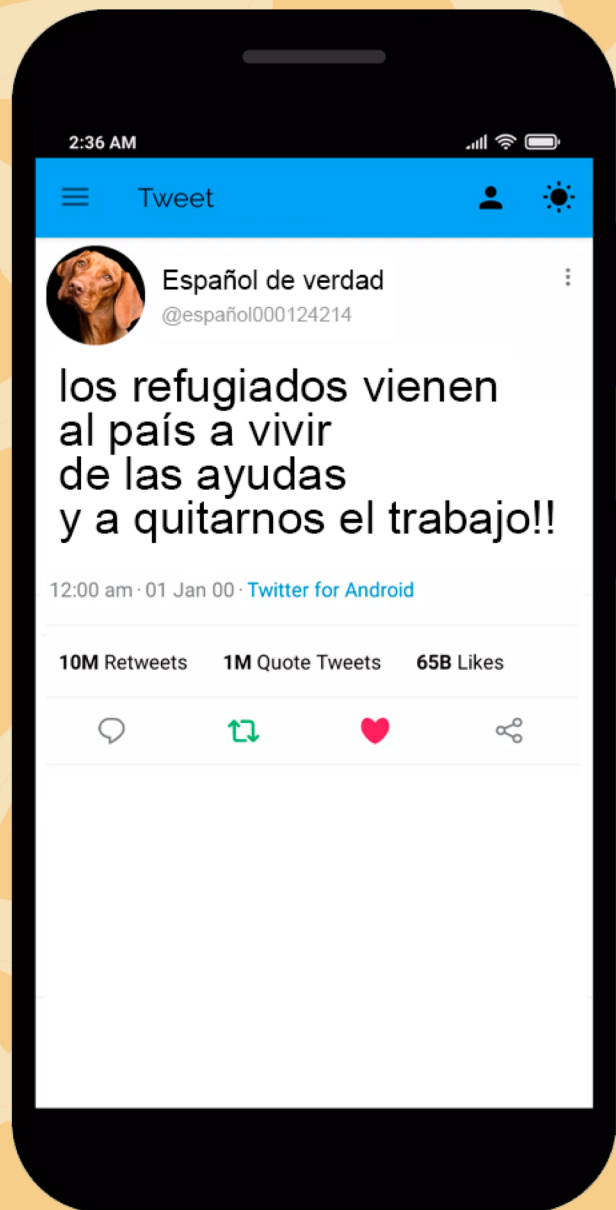 2:36 AM
Tweet
Español de verdad
@español000124214
los refugiados vienen
al país a vivir
de las ayudas
y a quitarnos el trabajo!!
12:00 am · 01 Jan 00 · Twitter for Android
10M Retweets 1M Quote Tweets 65B Likes